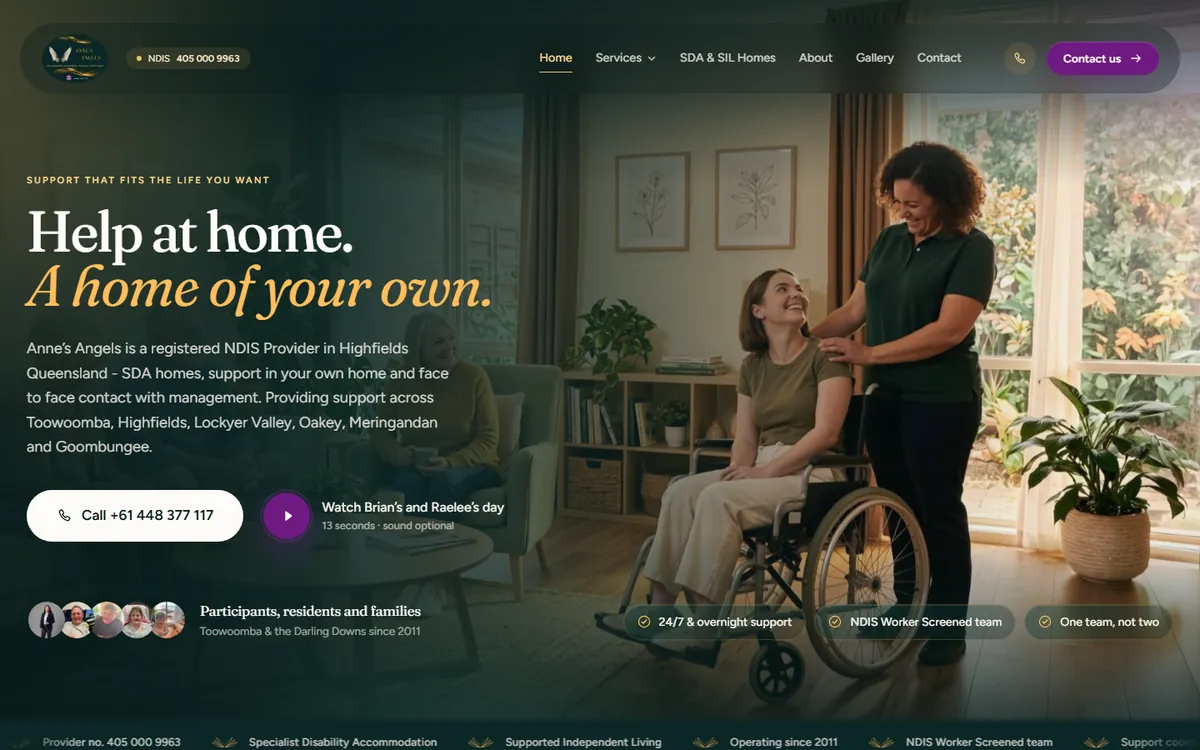 ANNE'S
ANGELS
NDIS 405 000 9963
Home
Services
SDA & SIL Homes
About
Gallery
Contact
Contact us
SUPPORT THAT FITS THE LIFE YOU WANT
Help at home.
A home of your own.
Anne's Angels is a registered NDIS Provider in Highfields
Queensland - SDA homes, support in your own home and face
to face contact with management. Providing support across
Toowoomba, Highfields, Lockyer Valley, Oakey, Meringandan
and Goombungee.
Call +61 448 377 117
Watch Brian's and Raelee's day
13 seconds · sound optional
Participants, residents and families
Toowoomba & the Darling Downs since 2011
24/7 & overnight support
NDIS Worker Screened team
One team, not two
Provider no. 405 000 9963
Specialist Disability Accommodation
Supported Independent Living
Operating since 2011
NDIS Worker Screened team
Support